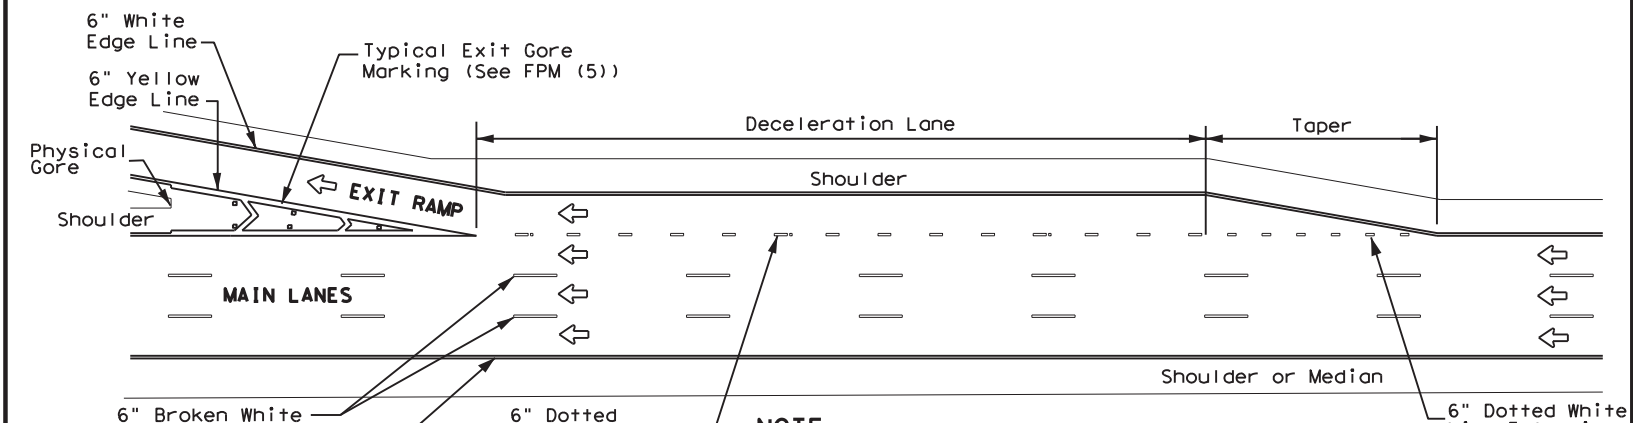 6" White
Edge Line
Typical Exit Gore
Marking (See FPM (5))
6" Yellow
Edge Line
Deceleration Lane
Taper
Physical
Gore
Shoulder
EXIT RAMP
Shoulder
MAIN LANES
Shoulder or Median
6" Broken White
6" Dotted
NOTE
6" Dotted White